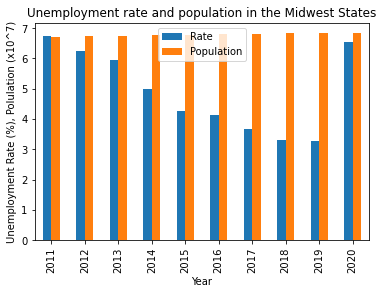 Unemployment rate and population in the Midwest States
Rate
Population
Unemployment Rate (%), Polulation (x10^7)
7
6
5
4
3
2
1
0
2011 2012 2013 2014 2015 2016 2017 2018 2019 2020
Year